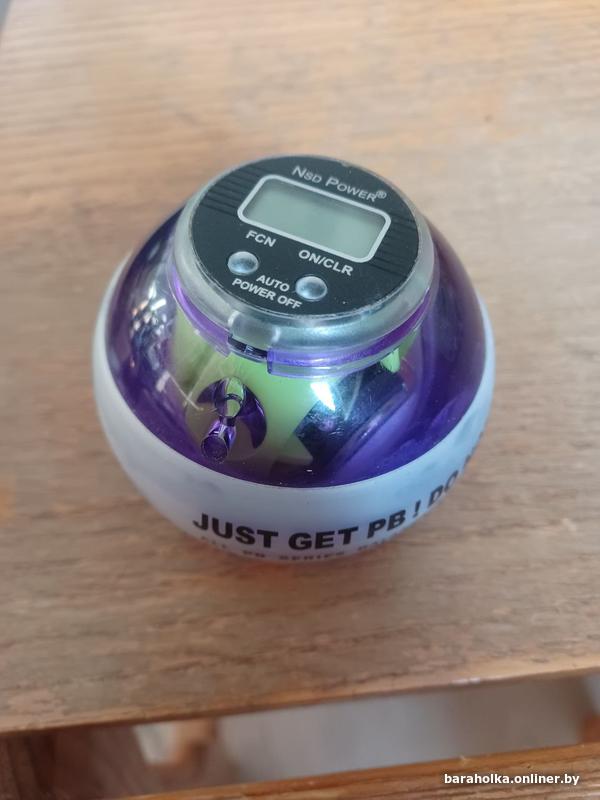 NSD POWER®
FCN ON/CLR
AUTO
POWER OFF
JUST GET PB ! DO
baraholka.onliner.by